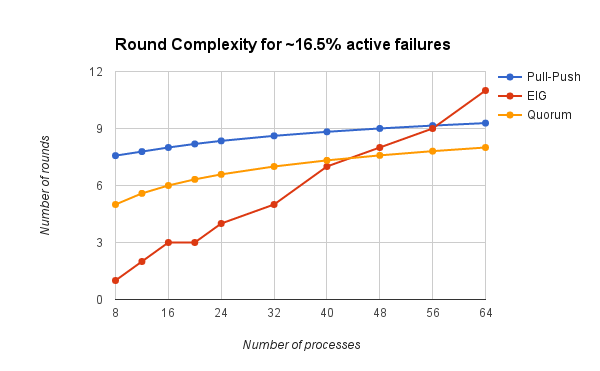 Round Complexity for ~16.5% active failures
12
9
6
3
0
Number of rounds
8 16 24 32 40 48 56 64
Number of processes
Pull-Push
EIG
Quorum